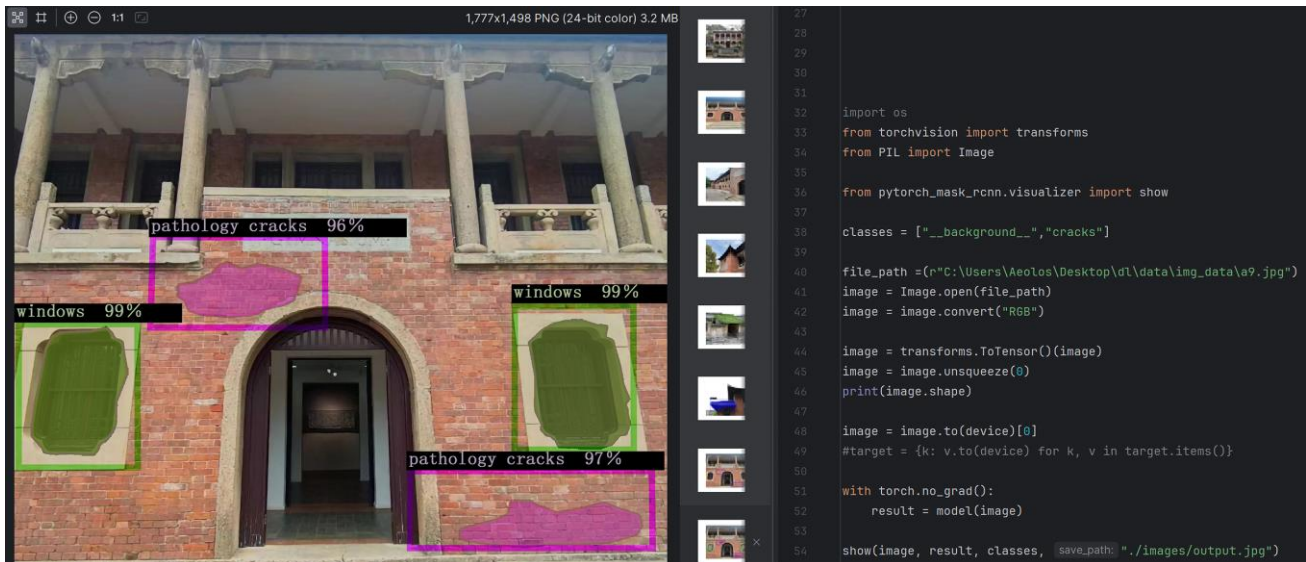 1:1
1,777x1,498 PNG (24-bit color) 3.2 MB
pathology cracks 96%
windows 99%
windows 99%
pathology cracks 97%
27
28
29
30
31
32 import os
33 from torchvision import transforms
34 from PIL import Image
35
36 from pytorch_mask_rcnn.visualizer import show
37
38 classes = ["__background__","cracks"]
39
40 file_path =(r"C:\Users\Aeolos\Desktop\dl\data\img_data\a9.jpg")
41 image = Image.open(file_path)
42 image = image.convert("RGB")
43
44 image = transforms.ToTensor()(image)
45 image = image.unsqueeze(0)
46 print(image.shape)
47
48 image = image.to(device)[0]
49 #target = {k: v.to(device) for k, v in target.items()}
50
51 with torch.no_grad():
52 result = model(image)
53
54 show(image, result, classes, save_path: "./images/output.jpg")